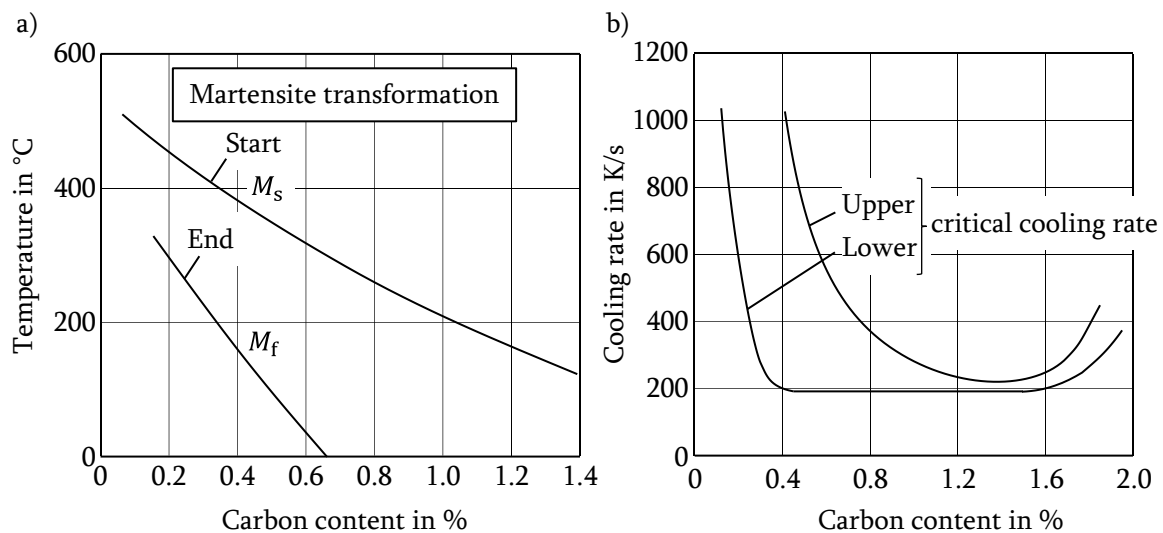 a)
600
400
200
0
Temperature in °C
Martensite transformation
Start
Ms
End
Mf
0
0.2
0.4
0.6
0.8
1.0
1.2
1.4
Carbon content in %
b)
1200
1000
800
600
400
200
0
Cooling rate in K/s
Upper
Lower
critical cooling rate
0
0.4
0.8
1.2
1.6
2.0
Carbon content in %